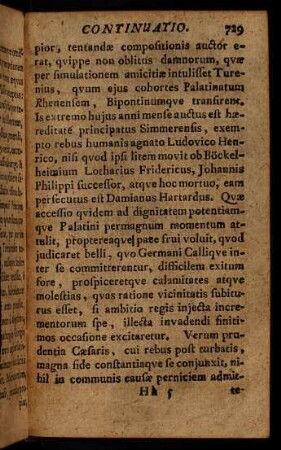 CONTINUATIO. 729
pior, tentandæ compositionis auctor e-
rat, qvippe non oblitus damnorum, qvæ
per simulationem amicitiæ intulisset Ture-
nius, qvum ejus cohortes Palatinatum
Rhenensem, Bipontinumqve transirent.
Is extremo hujus anni mense auctus est hæ-
reditate principatus Simmerensis, exem-
pto rebus humanis agnato Ludovico Hen-
rico, nisi qvod ipsi litem movit ob Böckel-
heimium Lotharius Fridericus, Johannis
Philippi successor, atqve hoc mortuo, eam
persecutus est Damianus Hartardus. Qvæ
accessio qvidem ad dignitatem potentiam-
qve Palatini permagnum momentum at-
tulit, proptereaqve pace frui voluit, qvod
judicaret belli, qvo Germani Calliqve in-
ter se committerentur, difficilem exitum
fore, prospiceretqve calamitates atqve
molestias, qvas ratione vicinitatis subitu-
rus esset, si ambitio regis injecta incre-
mentorum spe, illecta invadendi finiti-
mos occasione excitaretur. Verum pru-
dentia Cæsaris, cui rebus post turbatis,
magna fide constantiaqve se conjunxit, ni-
hil in communis causæ perniciem admit-
Hh 5 te-